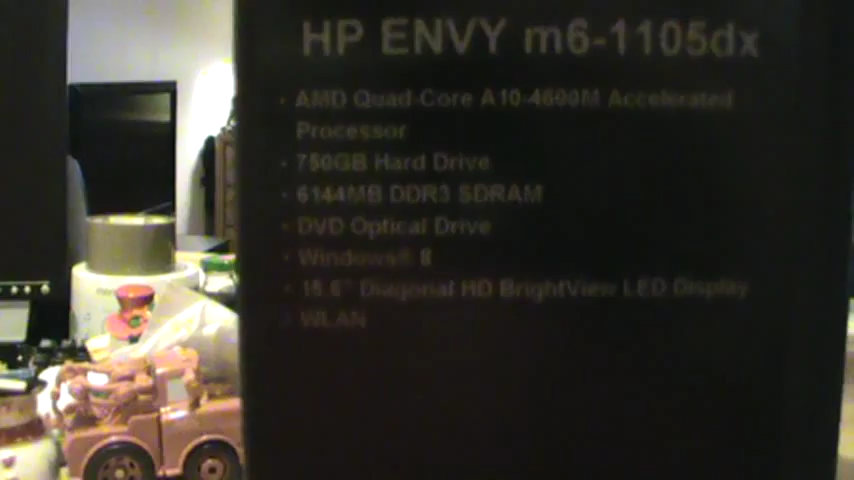 HP ENVY m6-1105dx
• AMD Quad-Core A10-4600M Accelerated
Processor
• 750GB Hard Drive
• 6144MB DDR3 SDRAM
• DVD Optical Drive
• Windows® 8
• 15.6" Diagonal HD BrightView LED Display
• WLAN